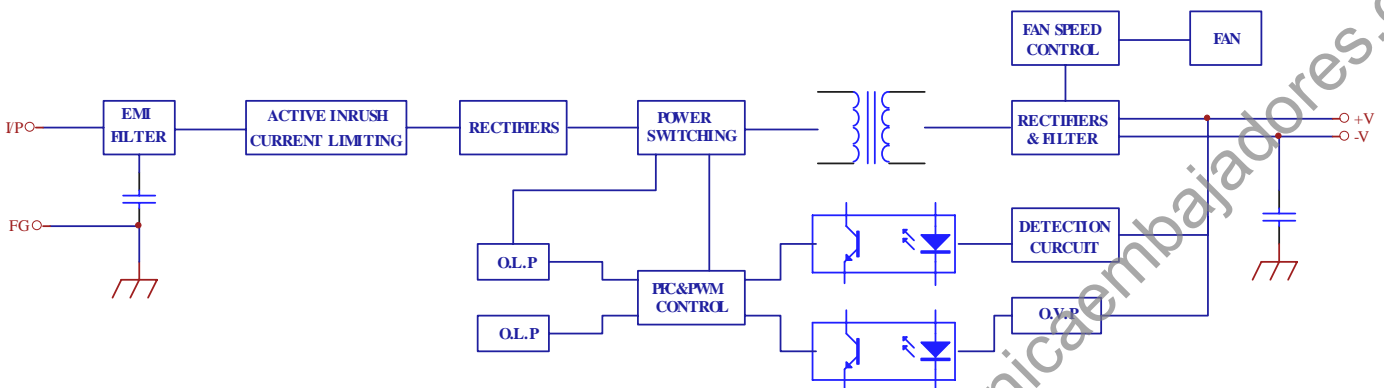 FAN SPEED
CONTROL
FAN
I/P
EMI
FILTER
ACTIVE INRUSH
CURRENT LIMITING
RECTIFIERS
POWER
SWITCHING
RECTIFIERS
& FILTER
+V
-V
FG
DETECTION
CURCUIT
O.L.P
PFC&PWM
CONTROL
O.V.P
O.L.P